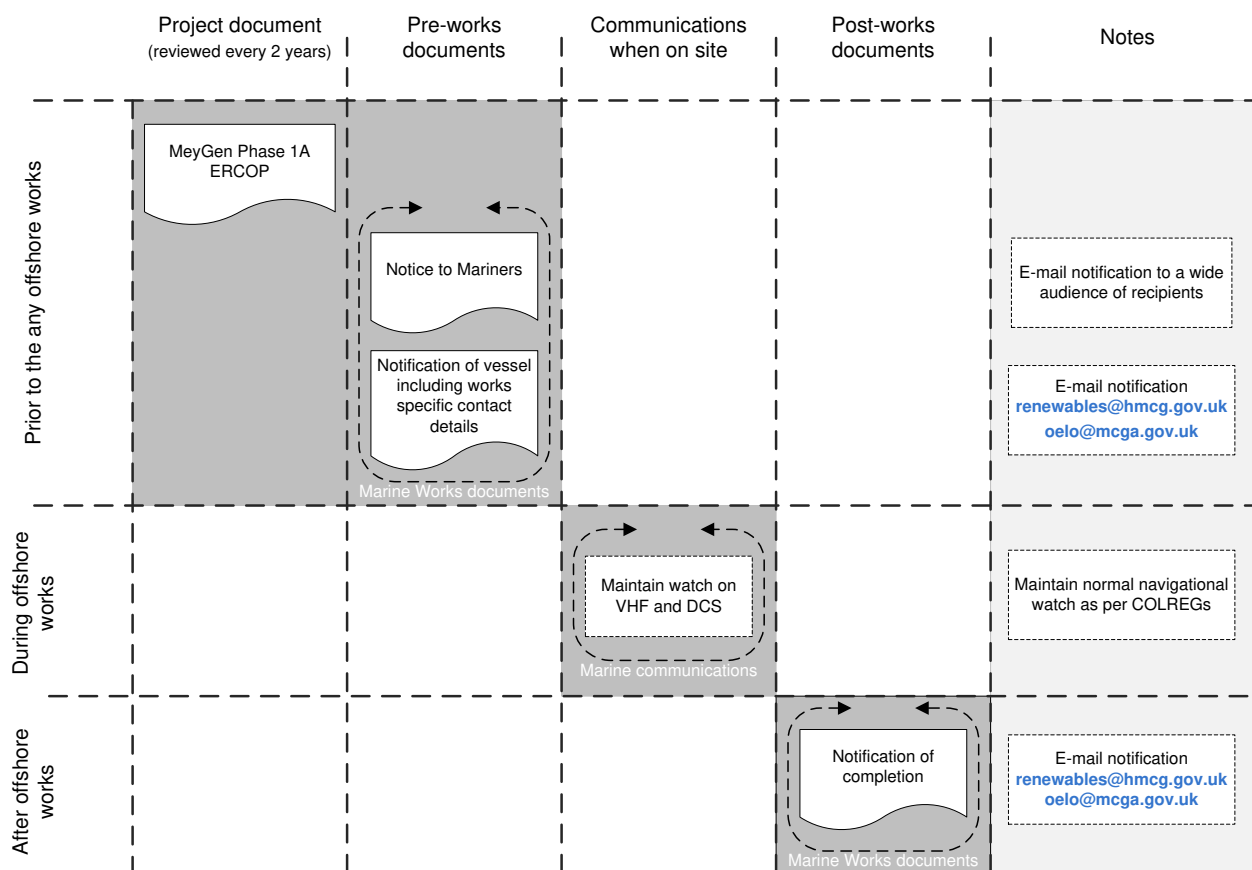 Project document
(reviewed every 2 years)
Pre-works
documents
Communications
when on site
Post-works
documents
Notes
Prior to the any offshore works
MeyGen Phase 1A
ERCOP
Notice to Mariners
Notification of vessel
including works
specific contact
details
Marine Works documents
E-mail notification to a wide
audience of recipients
E-mail notification
renewables@hmcg.gov.uk
oelo@mcga.gov.uk
During offshore
works
Maintain watch on
VHF and DCS
Marine communications
Maintain normal navigational
watch as per COLREGs
After offshore
works
Notification of
completion
Marine Works documents
E-mail notification
renewables@hmcg.gov.uk
oelo@mcga.gov.uk